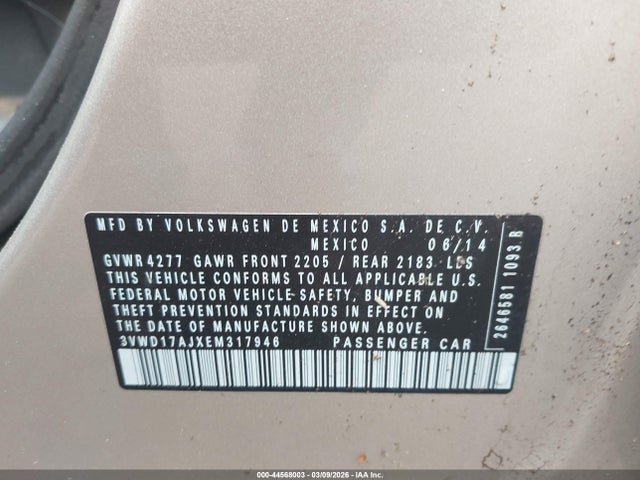 MFD BY VOLKSWAGEN DE MEXICO S.A. DE C.V.
MEXICO 06/14
GVWR 4277 GAWR FRONT 2205 / REAR 2183 LBS
THIS VEHICLE CONFORMS TO ALL APPLICABLE U.S.
FEDERAL MOTOR VEHICLE SAFETY, BUMPER AND
THEFT PREVENTION STANDARDS IN EFFECT ON
THE DATE OF MANUFACTURE SHOWN ABOVE.
3VWD17AJXEM317946 PASSENGER CAR
2646581 1093.B
000-44568003 | 03/09/2026 | IAA Inc.